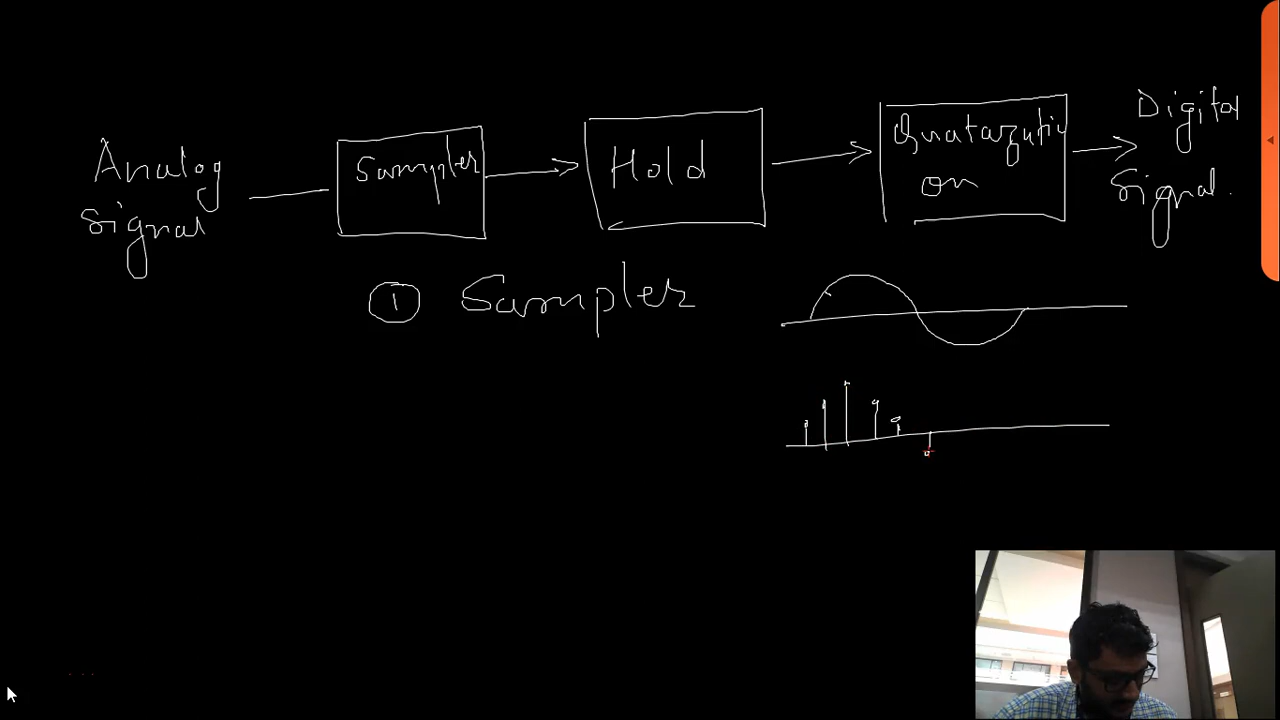 Analog
Signal
Sampler
Hold
Quatazati
on
Digital
Signal.
① Sampler